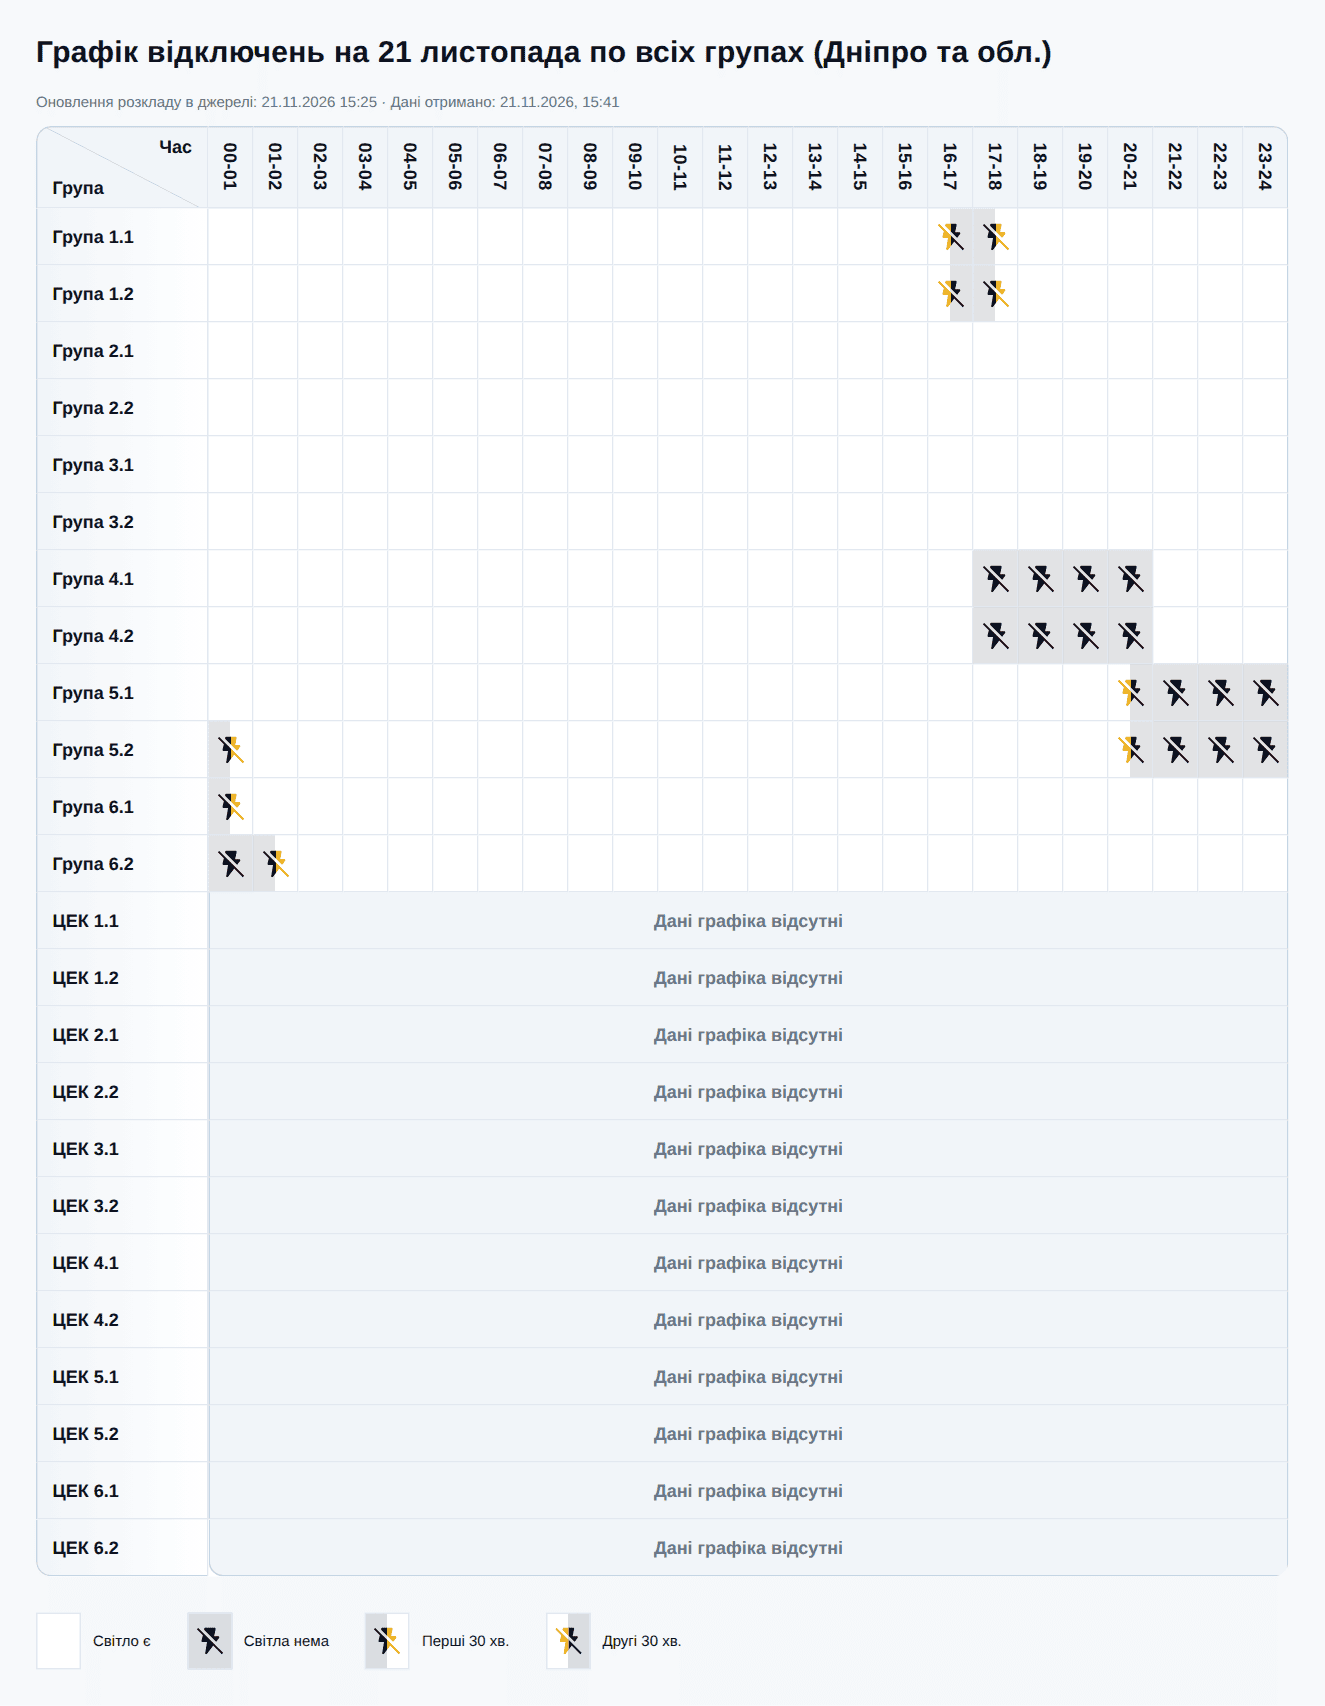 Графік відключень на 21 листопада по всіх групах (Дніпро та обл.)
Оновлення розкладу в джерелі: 21.11.2026 15:25 · Дані отримано: 21.11.2026, 15:41
Час
Група
00-01 01-02 02-03 03-04 04-05 05-06 06-07 07-08 08-09 09-10 10-11 11-12 12-13 13-14 14-15 15-16 16-17 17-18 18-19 19-20 20-21 21-22 22-23 23-24
Група 1.1
Група 1.2
Група 2.1
Група 2.2
Група 3.1
Група 3.2
Група 4.1
Група 4.2
Група 5.1
Група 5.2
Група 6.1
Група 6.2
ЦЕК 1.1 Дані графіка відсутні
ЦЕК 1.2 Дані графіка відсутні
ЦЕК 2.1 Дані графіка відсутні
ЦЕК 2.2 Дані графіка відсутні
ЦЕК 3.1 Дані графіка відсутні
ЦЕК 3.2 Дані графіка відсутні
ЦЕК 4.1 Дані графіка відсутні
ЦЕК 4.2 Дані графіка відсутні
ЦЕК 5.1 Дані графіка відсутні
ЦЕК 5.2 Дані графіка відсутні
ЦЕК 6.1 Дані графіка відсутні
ЦЕК 6.2 Дані графіка відсутні
Світло є Світла нема Перші 30 хв. Другі 30 хв.